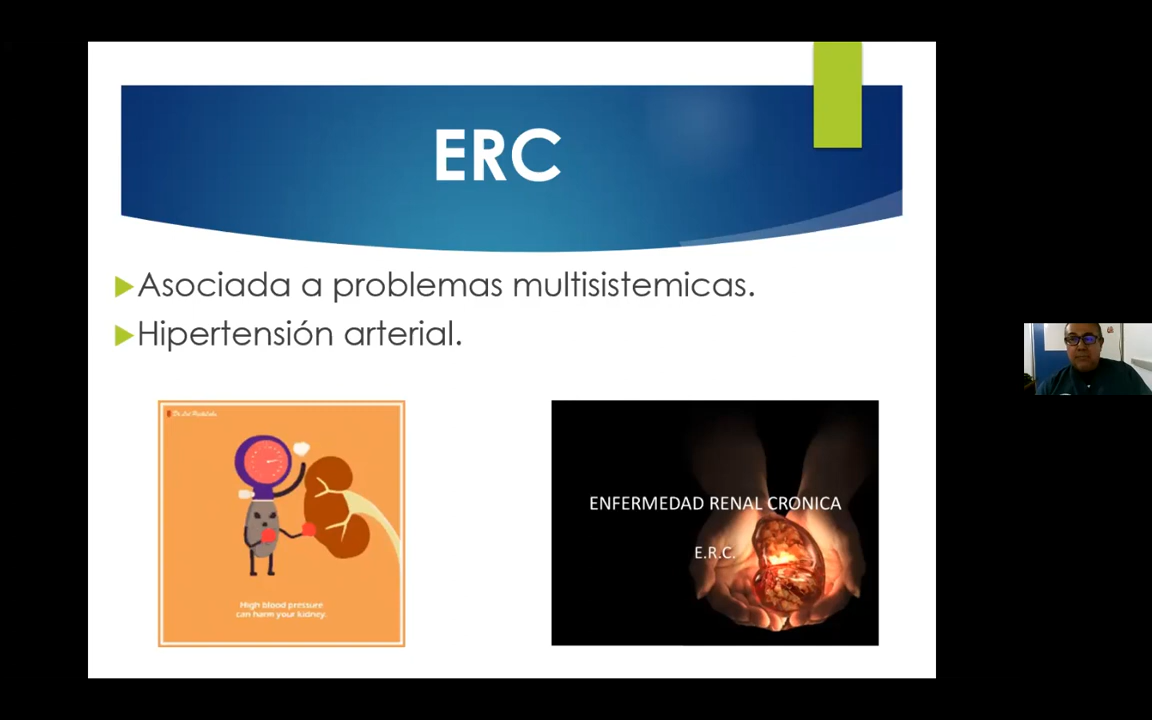 ERC
Asociada a problemas multisistemicas.
Hipertensión arterial.
High blood pressure
can harm your kidney.
ENFERMEDAD RENAL CRONICA
E.R.C.